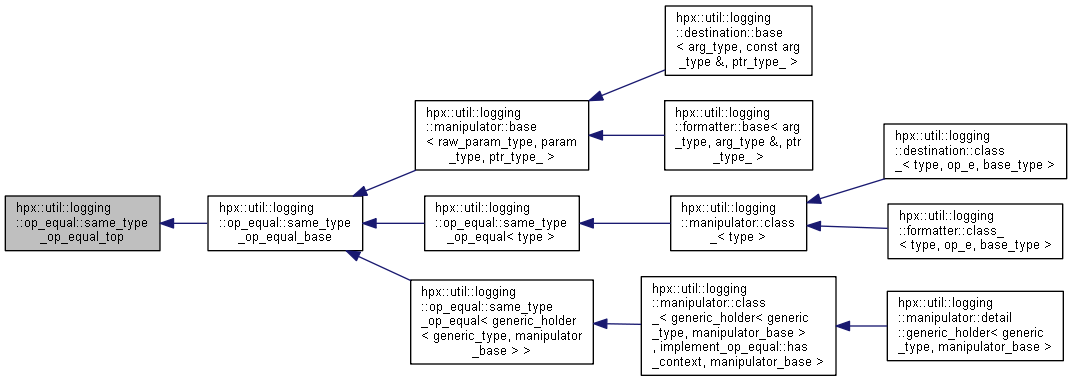 hpx::util::logging
::op_equal::same_type
_op_equal_top
hpx::util::logging
::op_equal::same_type
_op_equal_base
hpx::util::logging
::manipulator::base
< raw_param_type, param
_type, ptr_type_ >
hpx::util::logging
::destination::base
< arg_type, const arg
_type &, ptr_type_ >
hpx::util::logging
::formatter::base< arg
_type, arg_type &, ptr
_type_ >
hpx::util::logging
::op_equal::same_type
_op_equal< type >
hpx::util::logging
::manipulator::class
_< type >
hpx::util::logging
::destination::class
_< type, op_e, base_type >
hpx::util::logging
::formatter::class_
< type, op_e, base_type >
hpx::util::logging
::op_equal::same_type
_op_equal< generic_holder
< generic_type, manipulator
_base > >
hpx::util::logging
::manipulator::class
_< generic_holder< generic
_type, manipulator_base >
, implement_op_equal::has
_context, manipulator_base >
hpx::util::logging
::manipulator::detail
::generic_holder< generic
_type, manipulator_base >